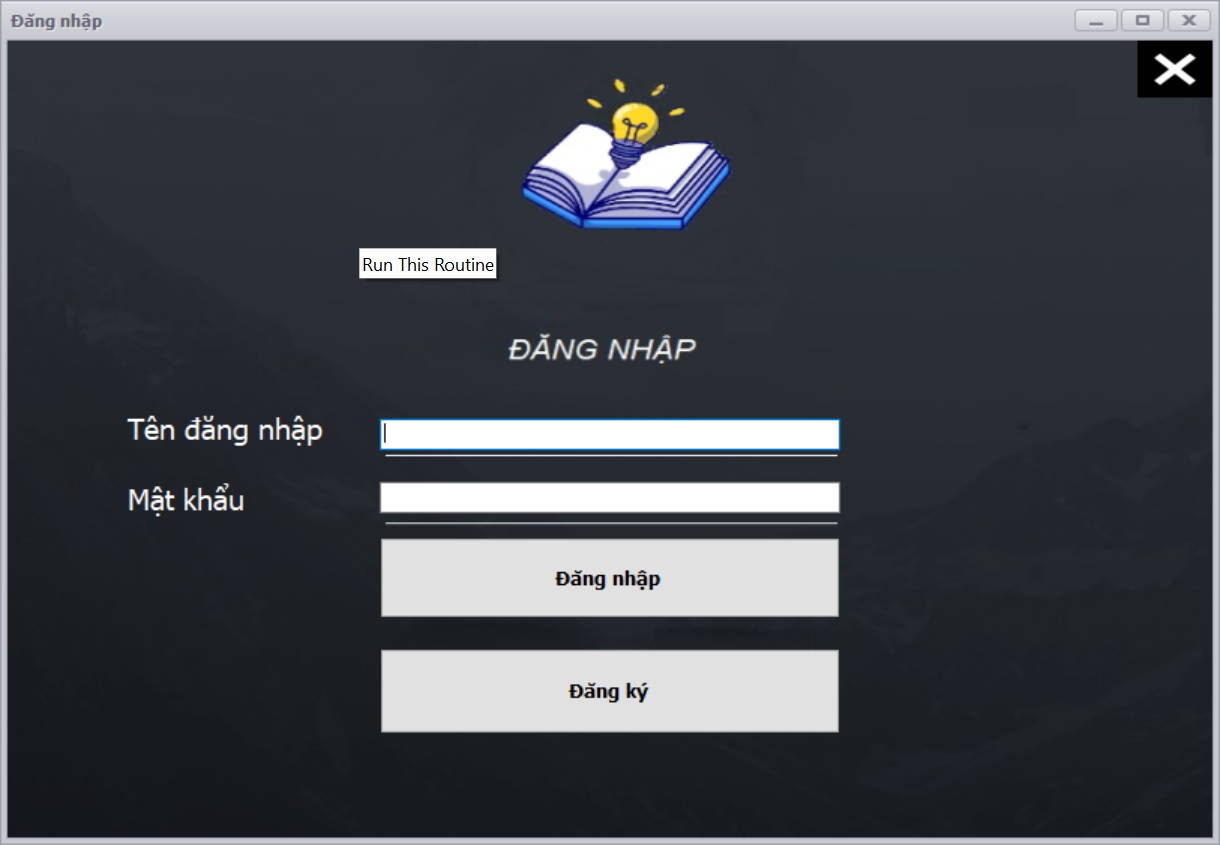 Đăng nhập
Run This Routine
ĐĂNG NHẬP
Tên đăng nhập
Mật khẩu
Đăng nhập
Đăng ký